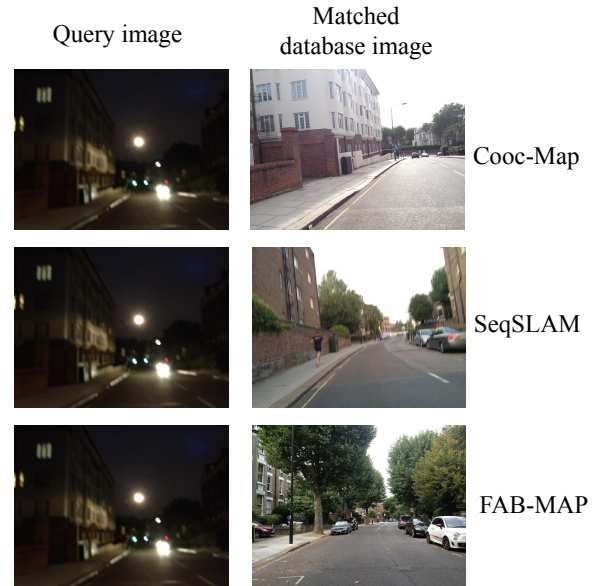 Query image
Matched
database image
Cooc-Map
SeqSLAM
FAB-MAP